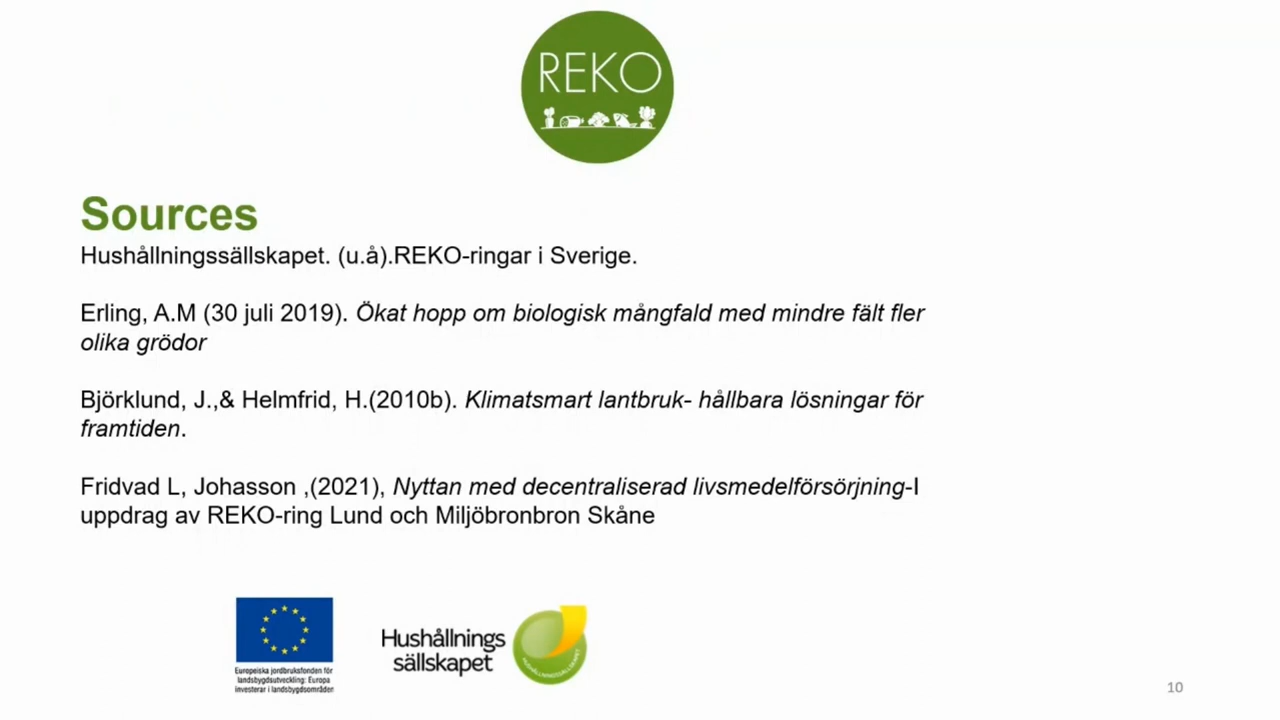 REKO
Sources
Hushållningssällskapet. (u.å).REKO-ringar i Sverige.
Erling, A.M (30 juli 2019). Ökat hopp om biologisk mångfald med mindre fält fler
olika grödor
Björklund, J.,& Helmfrid, H.(2010b). Klimatsmart lantbruk- hållbara lösningar för
framtiden.
Fridvad L, Johasson ,(2021), Nyttan med decentraliserad livsmedelförsörjning-I
uppdrag av REKO-ring Lund och Miljöbronbron Skåne
Europeiska jordbruksfonden för
landsbygdsutveckling: Europa
investerar i landsbygdsområden
Hushållnings
sällskapet
HUSHÅLLNINGSSÄLLSKAPET
10